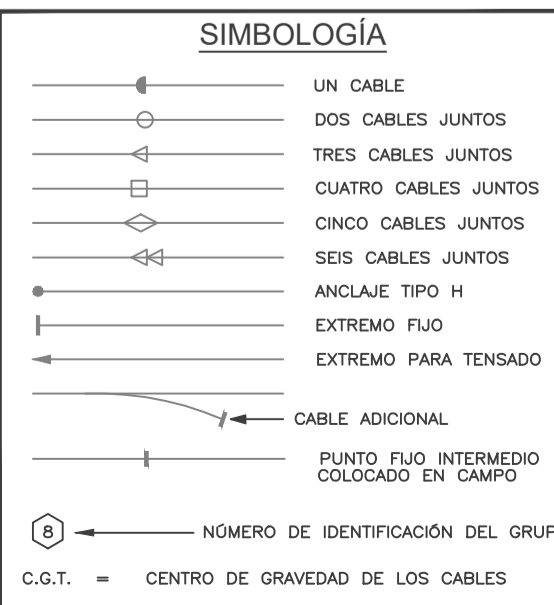 SIMBOLOGÍA
UN CABLE
DOS CABLES JUNTOS
TRES CABLES JUNTOS
CUATRO CABLES JUNTOS
CINCO CABLES JUNTOS
SEIS CABLES JUNTOS
ANCLAJE TIPO H
EXTREMO FIJO
EXTREMO PARA TENSADO
CABLE ADICIONAL
PUNTO FIJO INTERMEDIO
COLOCADO EN CAMPO
8 NÚMERO DE IDENTIFICACIÓN DEL GRUP
C.G.T. = CENTRO DE GRAVEDAD DE LOS CABLES